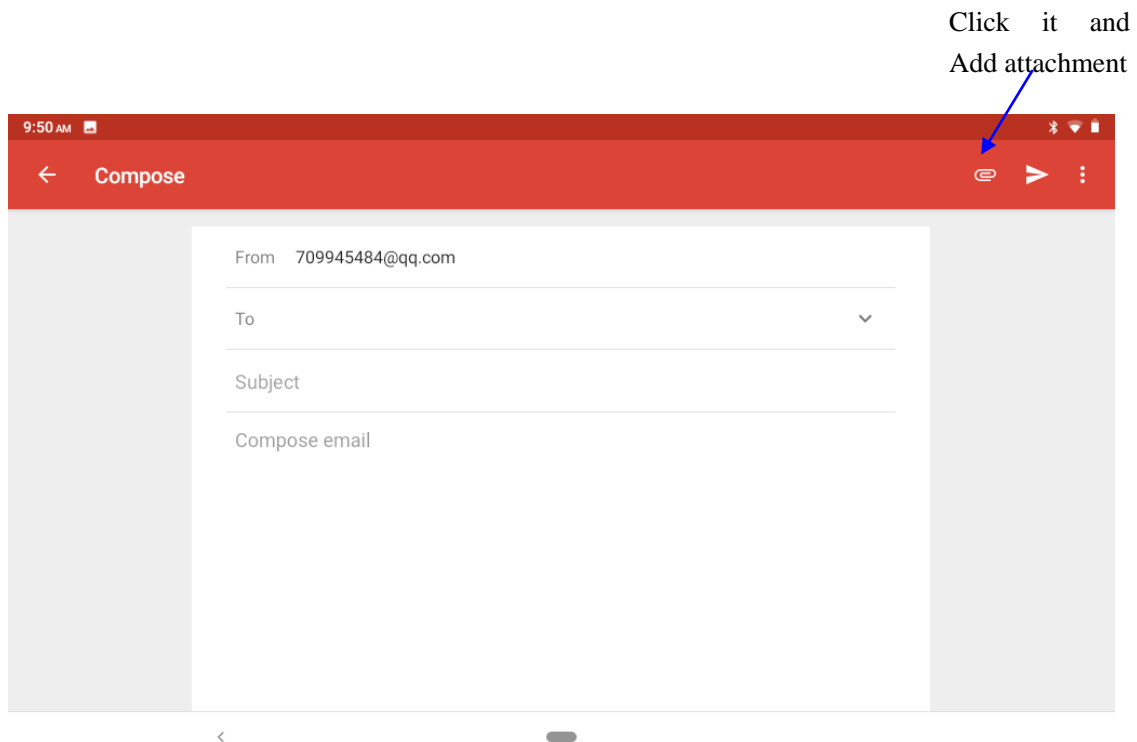 Click it and
Add attachment
9:50 AM
Compose
From 709945484@qq.com
To
Subject
Compose email